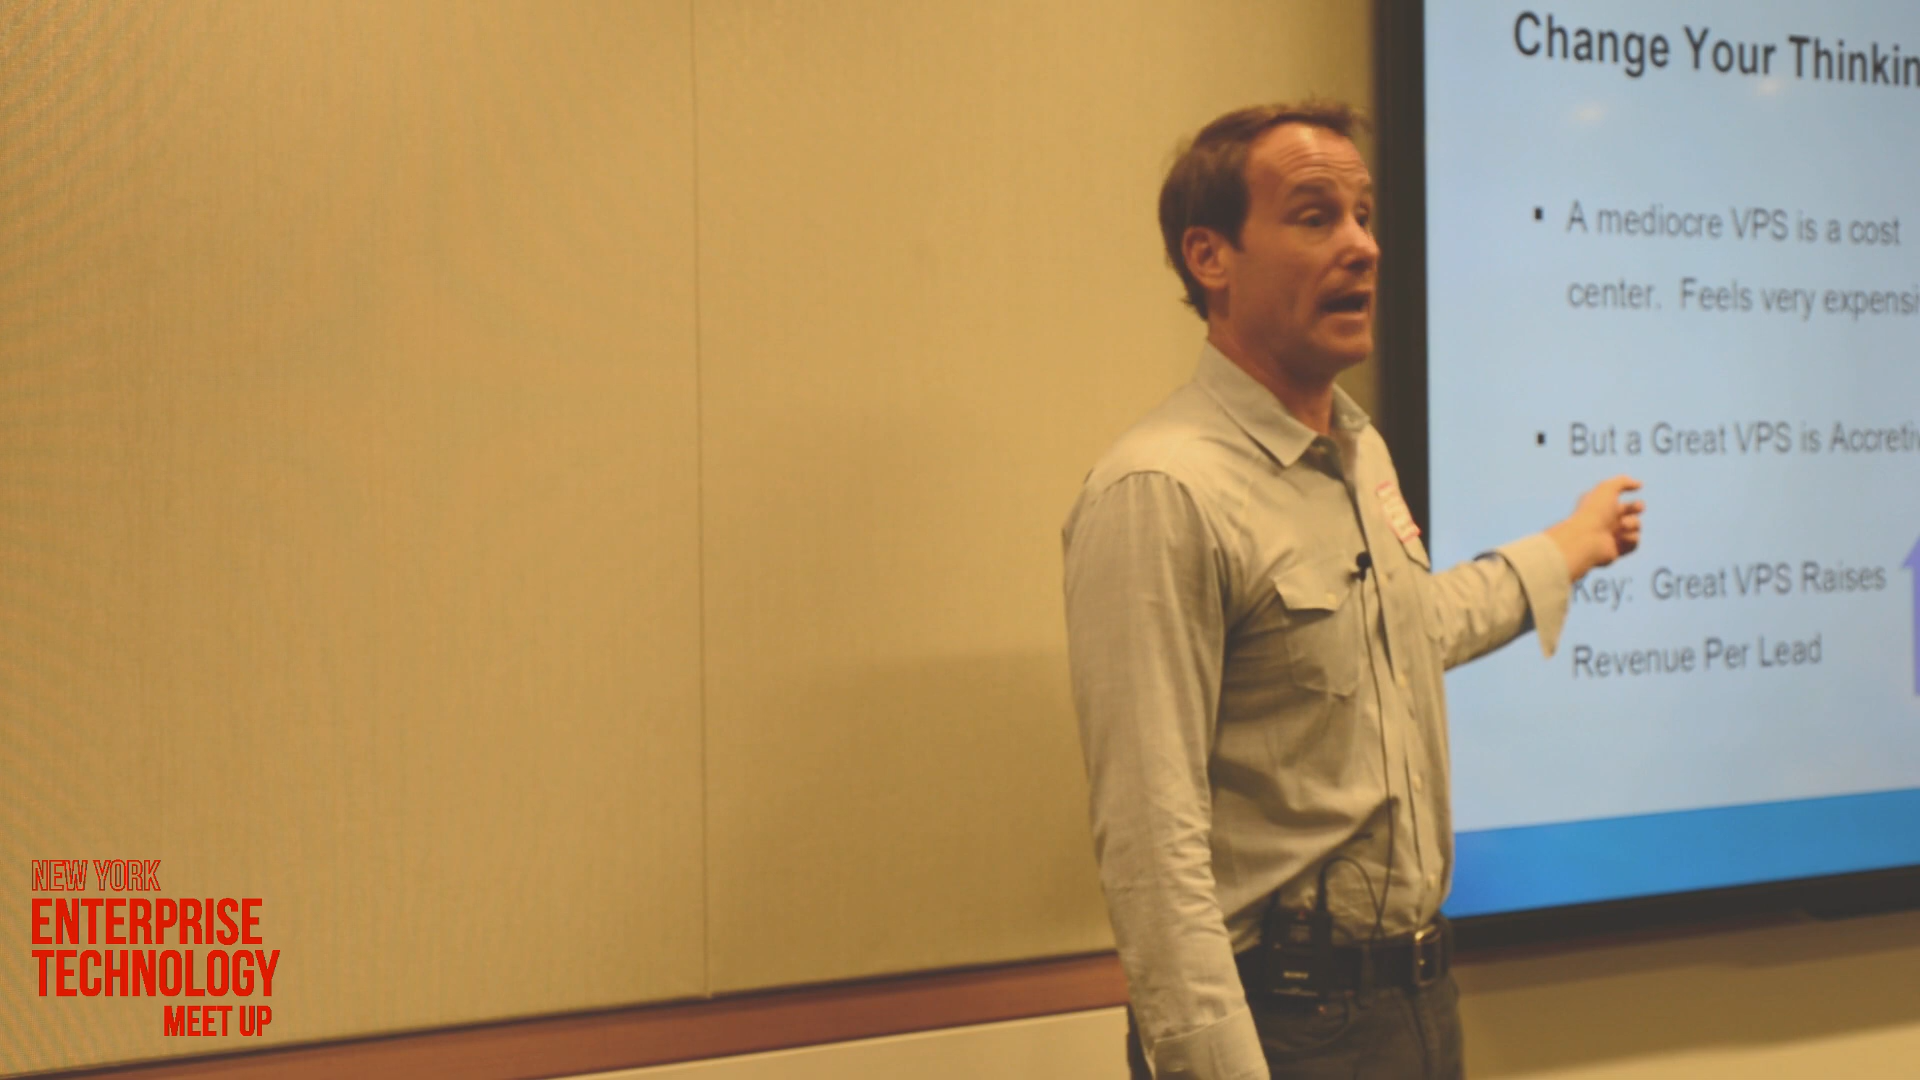 Change Your Thinkin
▪ A mediocre VPS is a cost
center. Feels very expensi
▪ But a Great VPS is Accretiv
Key: Great VPS Raises
Revenue Per Lead
NEW YORK
ENTERPRISE
TECHNOLOGY
MEET UP